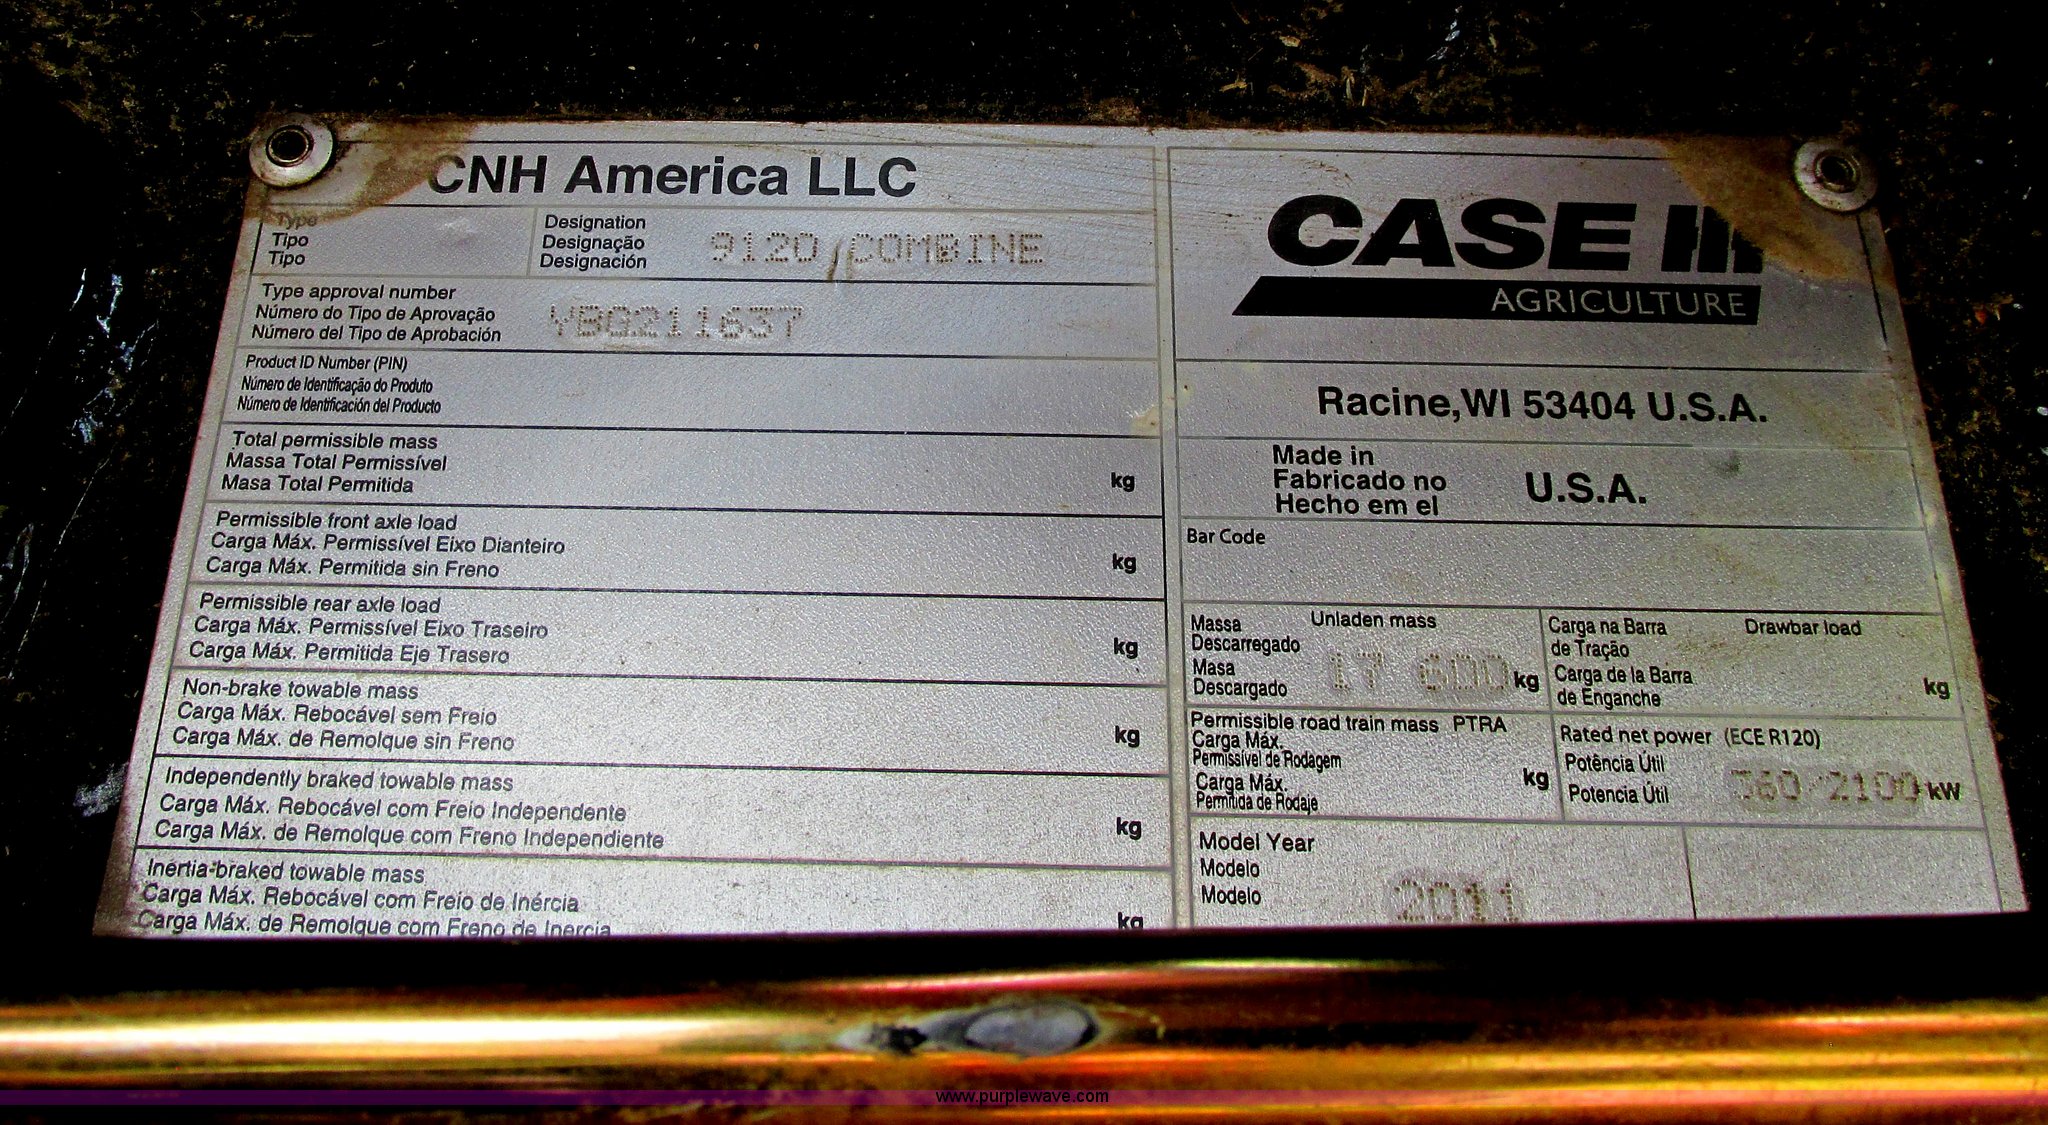 CNH America LLC
Type
Tipo
Tipo
Designation
Designação
Designación
9120/COMBINE
Type approval number
Número do Tipo de Aprovação
Número del Tipo de Aprobación
YBG211637
Product ID Number (PIN)
Número de Identificação do Produto
Número de Identificación del Producto
Total permissible mass
Massa Total Permissível
Masa Total Permitida
kg
Permissible front axle load
Carga Máx. Permissível Eixo Dianteiro
Carga Máx. Permitida sin Freno
kg
Permissible rear axle load
Carga Máx. Permissível Eixo Traseiro
Carga Máx. Permitida Eje Trasero
kg
Non-brake towable mass
Carga Máx. Rebocável sem Freio
Carga Máx. de Remolque sin Freno
kg
Independently braked towable mass
Carga Máx. Rebocável com Freio Independente
Carga Máx. de Remolque com Freno Independiente
kg
Inertia-braked towable mass
Carga Máx. Rebocável com Freio de Inércia
Carga Máx. de Remolque com Freno de Inercia
kg
CASE IH
AGRICULTURE
Racine,WI 53404 U.S.A.
Made in
Fabricado no
Hecho em el
U.S.A.
Bar Code
Massa
Descarregado
Masa
Descargado
Unladen mass
17 600 kg
Carga na Barra
de Tração
Carga de la Barra
de Enganche
Drawbar load
kg
Permissible road train mass PTRA
Carga Máx.
Permissível de Rodagem
Carga Máx.
Permitida de Rodaje
kg
Rated net power (ECE R120)
Potência Útil
Potencia Útil
360/2100 kW
Model Year
Modelo
Modelo
2011
www.purplewave.com